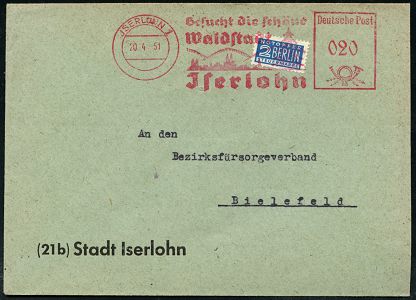 ISERLOHN 1
20.4.51
Besucht die schöne
Waldstadt
Iserlohn
NOTOPFER
2 BERLIN
STEUERMARKE
Deutsche Post
020
An den
Bezirksfürsorgeverband
Bielefeld
(21b) Stadt Iserlohn